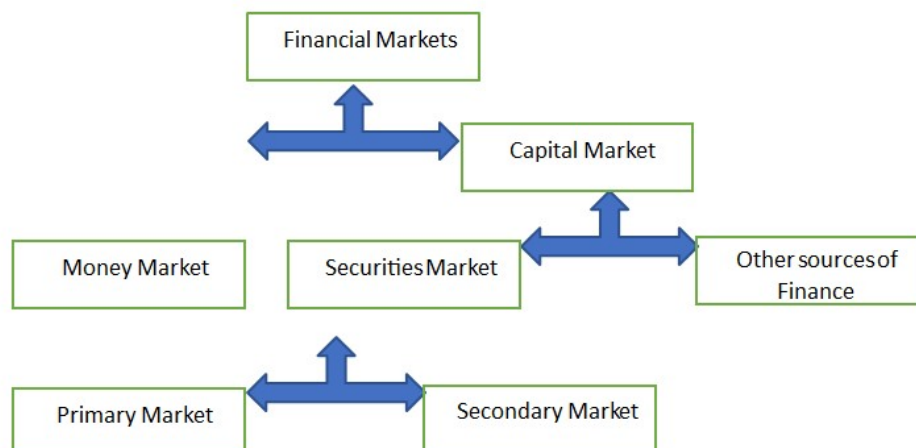 Financial Markets
Capital Market
Money Market
Securities Market
Other sources of
Finance
Primary Market
Secondary Market